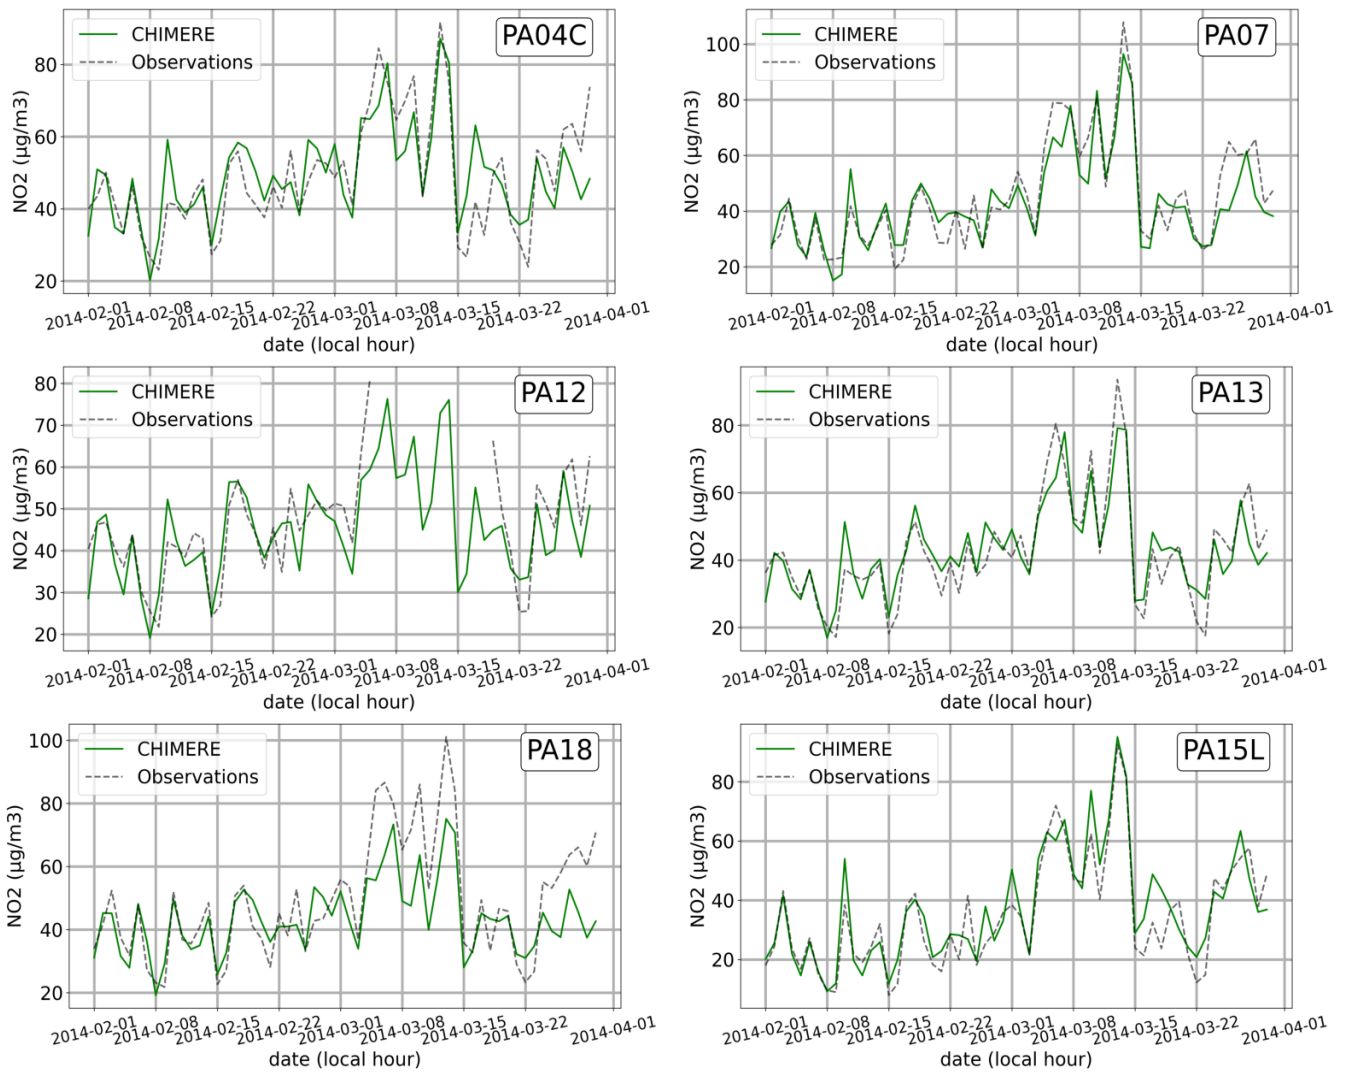 CHIMERE
Observations
PA04C
NO2 (µg/m3)
80
60
40
20
2014-02-01
2014-02-08
2014-02-15
2014-02-22
2014-03-01
2014-03-08
2014-03-15
2014-03-22
2014-04-01
date (local hour)
CHIMERE
Observations
PA07
NO2 (µg/m3)
100
80
60
40
20
2014-02-01
2014-02-08
2014-02-15
2014-02-22
2014-03-01
2014-03-08
2014-03-15
2014-03-22
2014-04-01
date (local hour)
CHIMERE
Observations
PA12
NO2 (µg/m3)
80
70
60
50
40
30
20
2014-02-01
2014-02-08
2014-02-15
2014-02-22
2014-03-01
2014-03-08
2014-03-15
2014-03-22
2014-04-01
date (local hour)
CHIMERE
Observations
PA13
NO2 (µg/m3)
80
60
40
20
2014-02-01
2014-02-08
2014-02-15
2014-02-22
2014-03-01
2014-03-08
2014-03-15
2014-03-22
2014-04-01
date (local hour)
CHIMERE
Observations
PA18
NO2 (µg/m3)
100
80
60
40
20
2014-02-01
2014-02-08
2014-02-15
2014-02-22
2014-03-01
2014-03-08
2014-03-15
2014-03-22
2014-04-01
date (local hour)
CHIMERE
Observations
PA15L
NO2 (µg/m3)
80
60
40
20
2014-02-01
2014-02-08
2014-02-15
2014-02-22
2014-03-01
2014-03-08
2014-03-15
2014-03-22
2014-04-01
date (local hour)